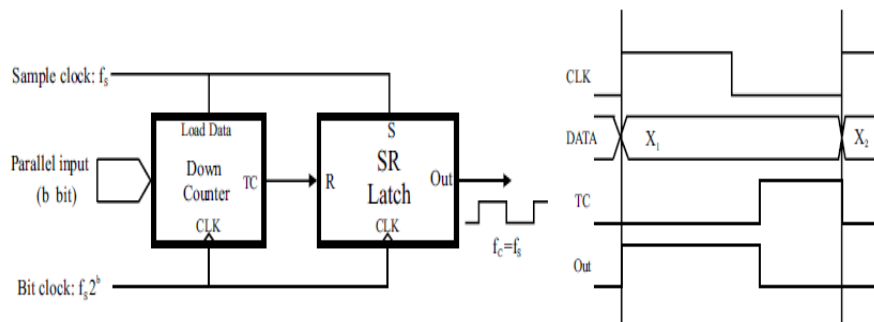 Sample clock: fₛ
Load Data
S
Parallel input
(b bit)
Down
Counter
TC
CLK
R
SR
Latch
Out
CLK
f_C=fₛ
Bit clock: fₛ2ᵇ
CLK
DATA
X₁
X₂
TC
Out